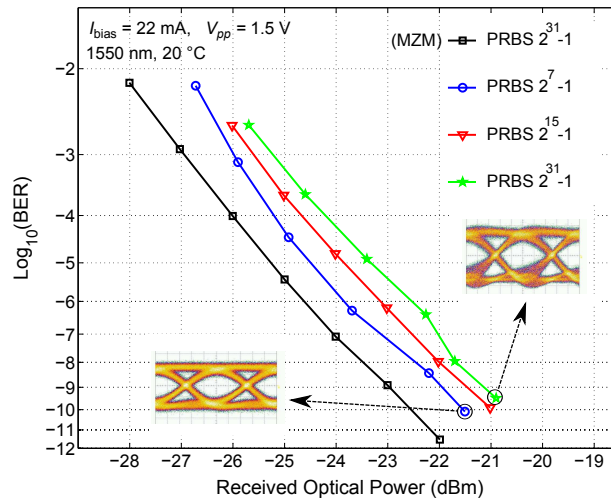 I_bias = 22 mA, V_pp = 1.5 V
1550 nm, 20 °C
(MZM) PRBS 2^31-1
PRBS 2^7-1
PRBS 2^15-1
PRBS 2^31-1
Log10(BER)
-2
-3
-4
-5
-6
-7
-8
-9
-10
-11
-12
-28 -27 -26 -25 -24 -23 -22 -21 -20 -19
Received Optical Power (dBm)